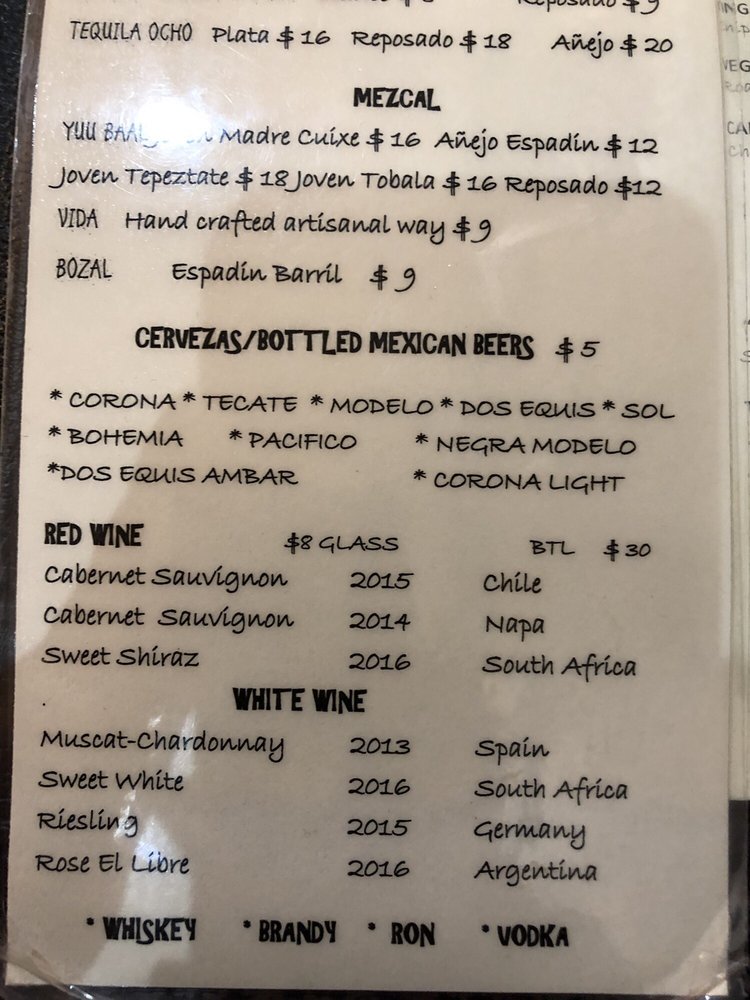 Reposado $ 9
TEQUILA OCHO Plata $ 16 Reposado $ 18 Añejo $ 20
MEZCAL
YUU BAAL Madre Cuixe $ 16 Añejo Espadin $ 12
Joven Tepeztate $ 18 Joven Tobala $ 16 Reposado $12
VIDA Hand crafted artisanal way $ 9
BOZAL Espadin Barril $ 9
CERVEZAS/BOTTLED MEXICAN BEERS $ 5
* CORONA * TECATE * MODELO * DOS EQUIS * SOL
* BOHEMIA * PACIFICO * NEGRA MODELO
*DOS EQUIS AMBAR * CORONA LIGHT
RED WINE $8 GLASS BTL $ 30
Cabernet Sauvignon 2015 Chile
Cabernet Sauvignon 2014 Napa
Sweet Shiraz 2016 South Africa
WHITE WINE
Muscat-Chardonnay 2013 Spain
Sweet White 2016 South Africa
Riesling 2015 Germany
Rose El Libre 2016 Argentina
* WHISKEY * BRANDY * RON * VODKA